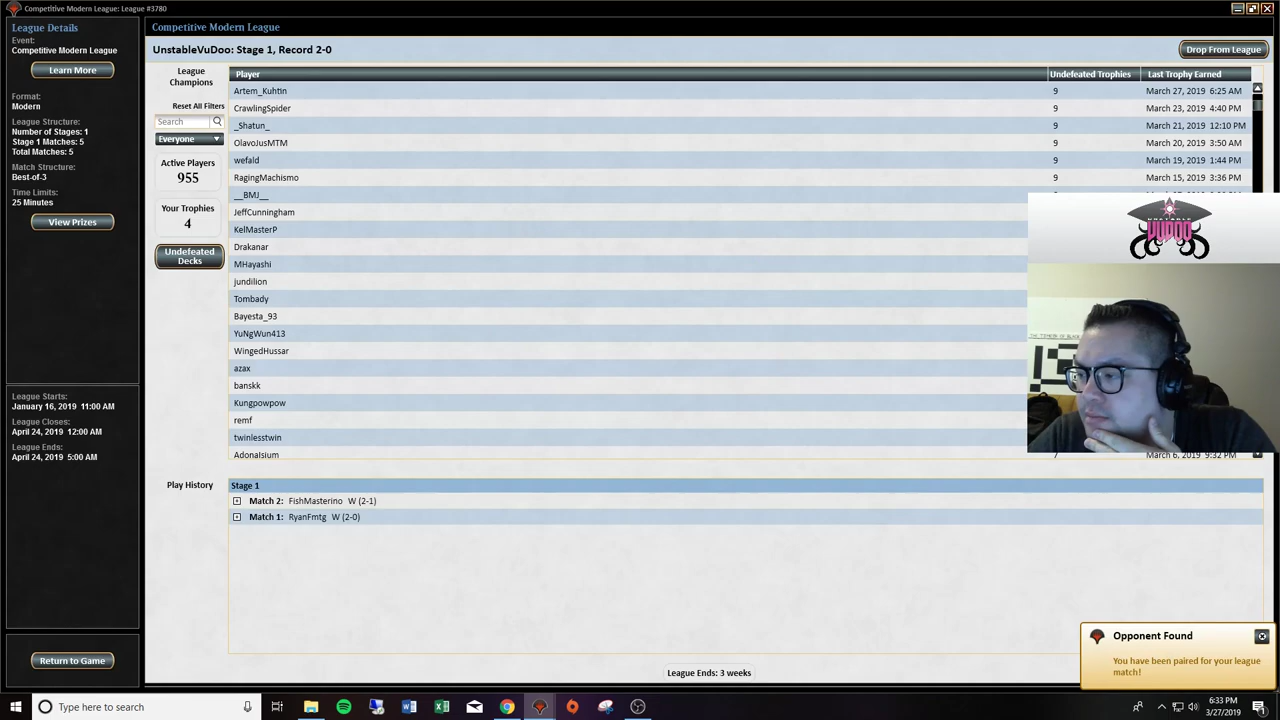 Competitive Modern League: League #3780
League Details
Event:
Competitive Modern League
Learn More
Format:
Modern
League Structure:
Number of Stages: 1
Stage 1 Matches: 5
Total Matches: 5
Match Structure:
Best-of-3
Time Limits:
25 Minutes
View Prizes
League Starts:
January 16, 2019 11:00 AM
League Closes:
April 24, 2019 12:00 AM
League Ends:
April 24, 2019 5:00 AM
Return to Game
Competitive Modern League
UnstableVuDoo: Stage 1, Record 2-0
Drop From League
League
Champions
Reset All Filters
Search
Everyone
Active Players
955
Your Trophies
4
Undefeated
Decks
Player Undefeated Trophies Last Trophy Earned
Artem_Kuhtin 9 March 27, 2019 6:25 AM
CrawlingSpider 9 March 23, 2019 4:40 PM
_Shatun_ 9 March 21, 2019 12:10 PM
OlavoJusMTM 9 March 20, 2019 3:50 AM
wefald 9 March 19, 2019 1:44 PM
RagingMachismo 9 March 15, 2019 3:36 PM
__BMJ__
JeffCunningham
KelMasterP
Drakanar
MHayashi
jundilion
Tombady
Bayesta_93
YuNgWun413
WingedHussar
azax
banskk
Kungpowpow
remf
twinlesstwin
AdonaIsium 7 March 6, 2019 9:32 PM
UNSTABLE
VUDOO
Play History
Stage 1
Match 2: FishMasterino W (2-1)
Match 1: RyanFmtg W (2-0)
League Ends: 3 weeks
Opponent Found
You have been paired for your league
match!
Type here to search
6:33 PM
3/27/2019